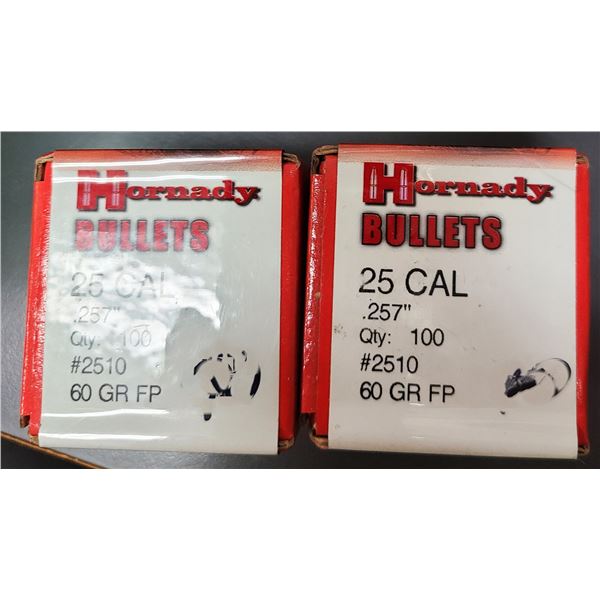 Hornady
BULLETS
25 CAL
.257"
Qty: 100
#2510
60 GR FP
Hornady
BULLETS
25 CAL
.257"
Qty: 100
#2510
60 GR FP